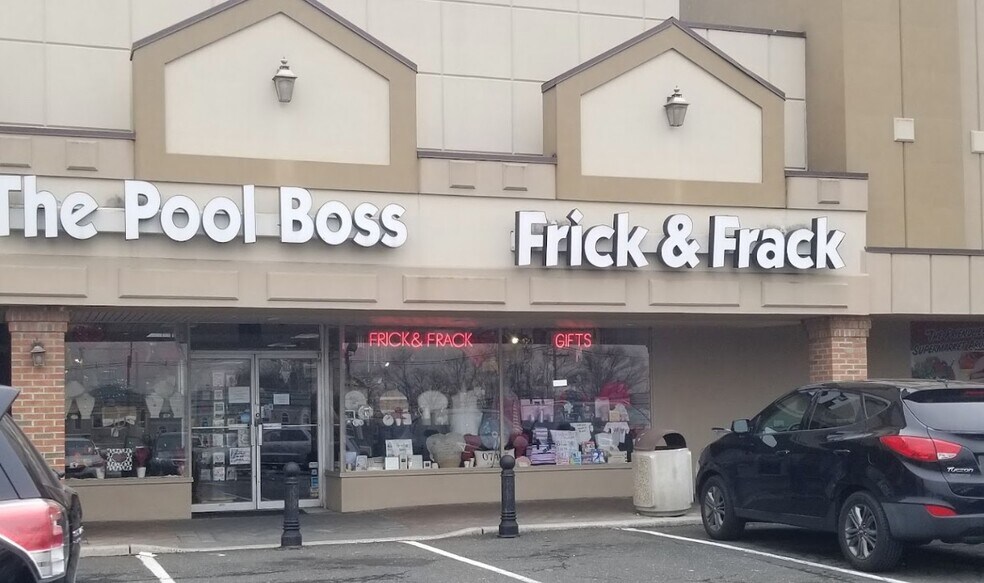 The Pool Boss
Frick & Frack
FRICK & FRACK
GIFTS
TUCSON